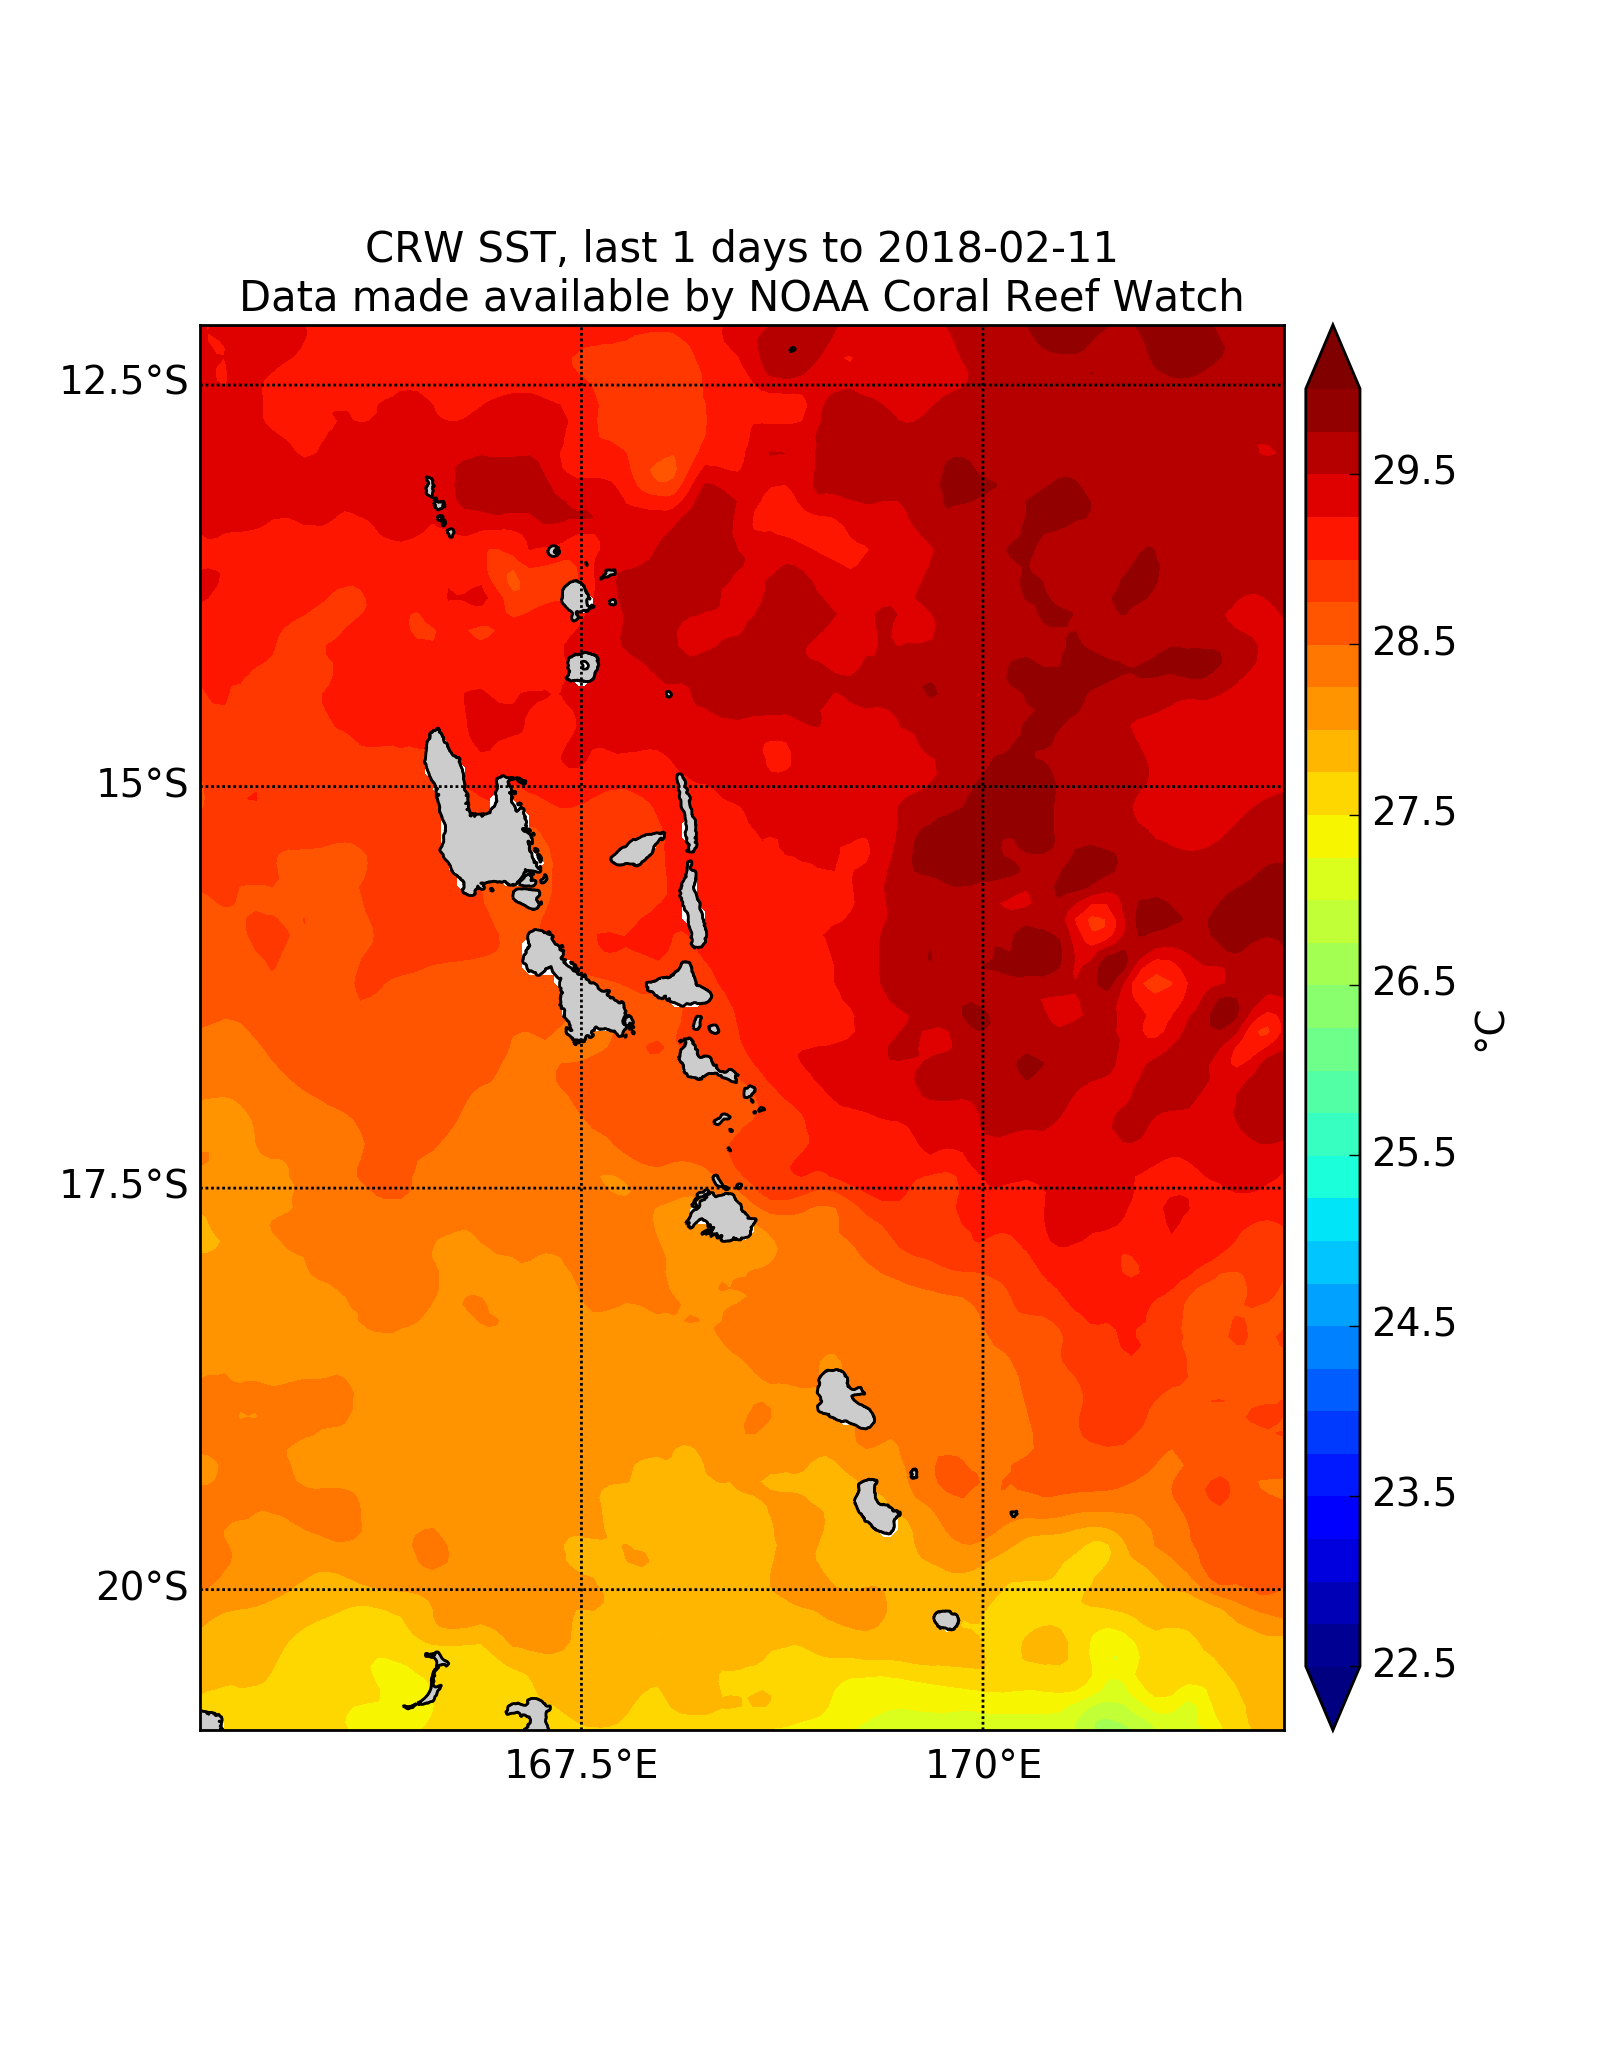 CRW SST, last 1 days to 2018-02-11
Data made available by NOAA Coral Reef Watch
12.5°S
15°S
17.5°S
20°S
167.5°E
170°E
29.5
28.5
27.5
26.5
25.5
24.5
23.5
22.5
°C